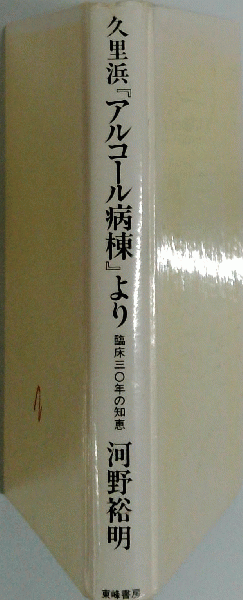 久里浜『アルコール病棟』より
臨床三〇年の知恵
河野裕明
東峰書房